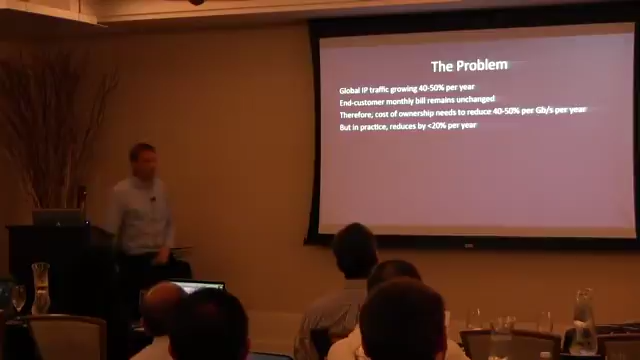 The Problem
Global IP traffic growing 40-50% per year
End-customer monthly bill remains unchanged
Therefore, cost of ownership needs to reduce 40-50% per Gb/s per year
But in practice, reduces by <20% per year